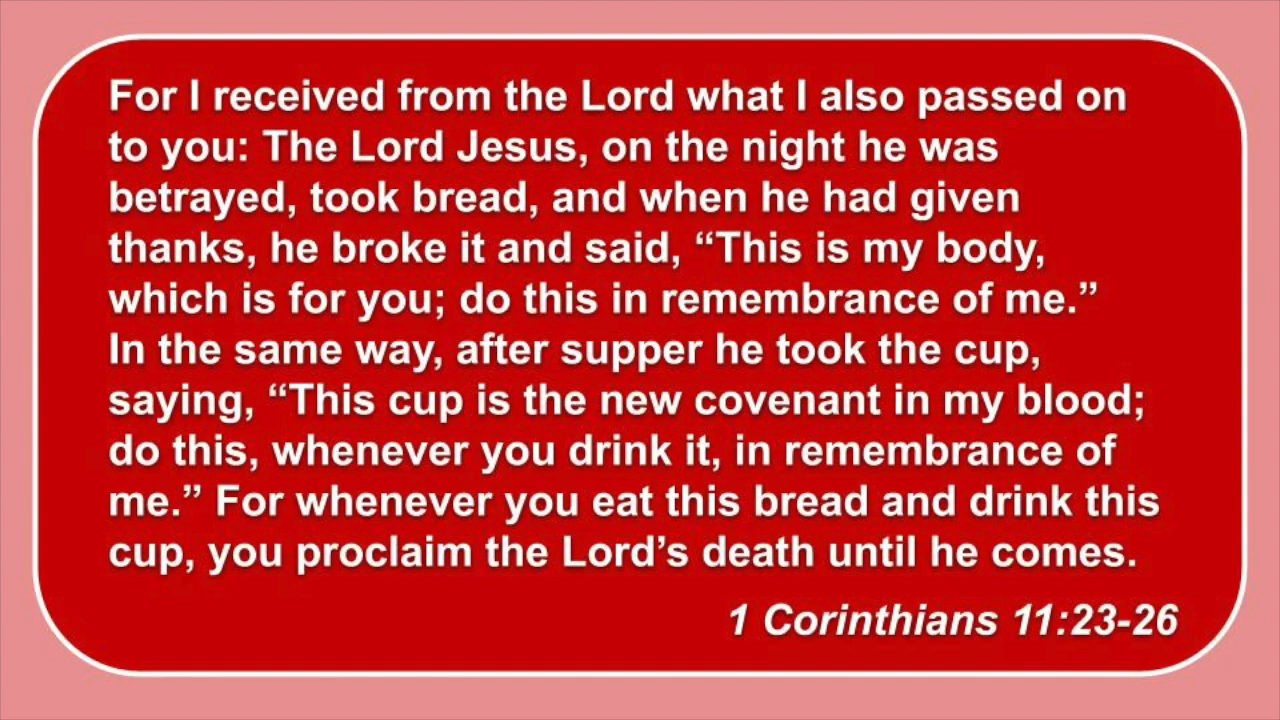 For I received from the Lord what I also passed on
to you: The Lord Jesus, on the night he was
betrayed, took bread, and when he had given
thanks, he broke it and said, “This is my body,
which is for you; do this in remembrance of me.”
In the same way, after supper he took the cup,
saying, “This cup is the new covenant in my blood;
do this, whenever you drink it, in remembrance of
me.” For whenever you eat this bread and drink this
cup, you proclaim the Lord’s death until he comes.
1 Corinthians 11:23-26